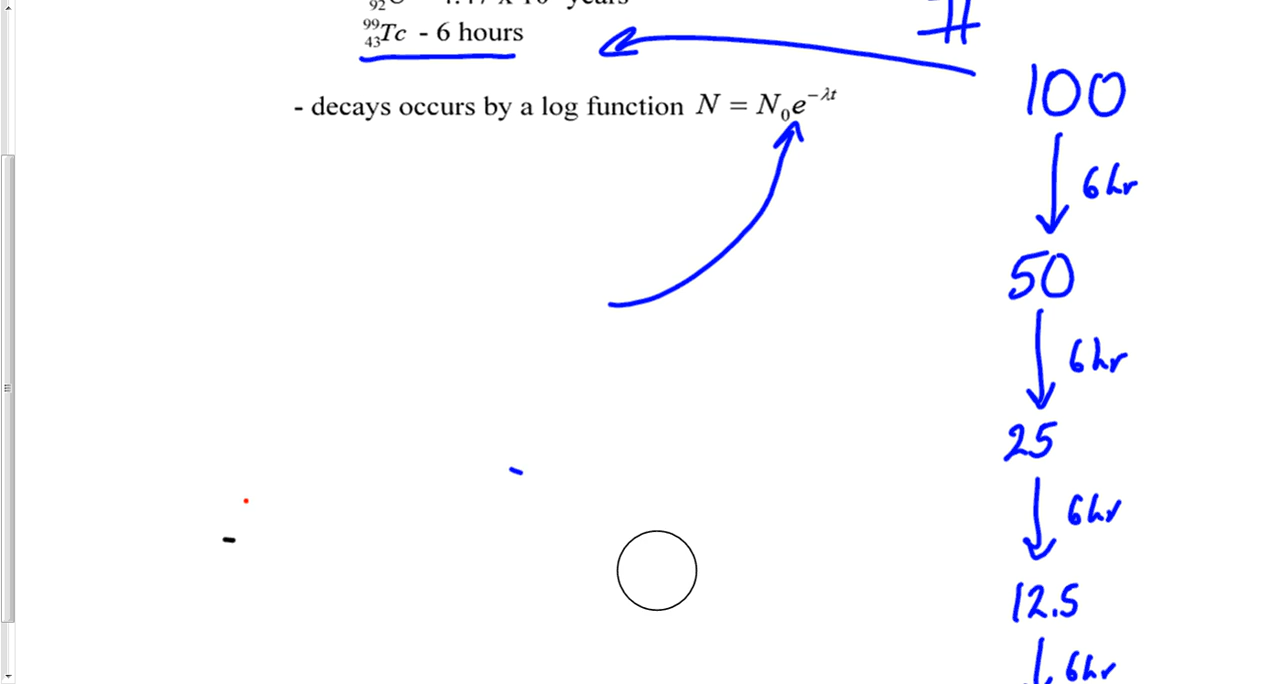 ⁹⁹₄₃Tc - 6 hours
#
- decays occurs by a log function N = N₀e^(-λt)
100
6hr
50
6hr
25
6hr
12.5
6hr